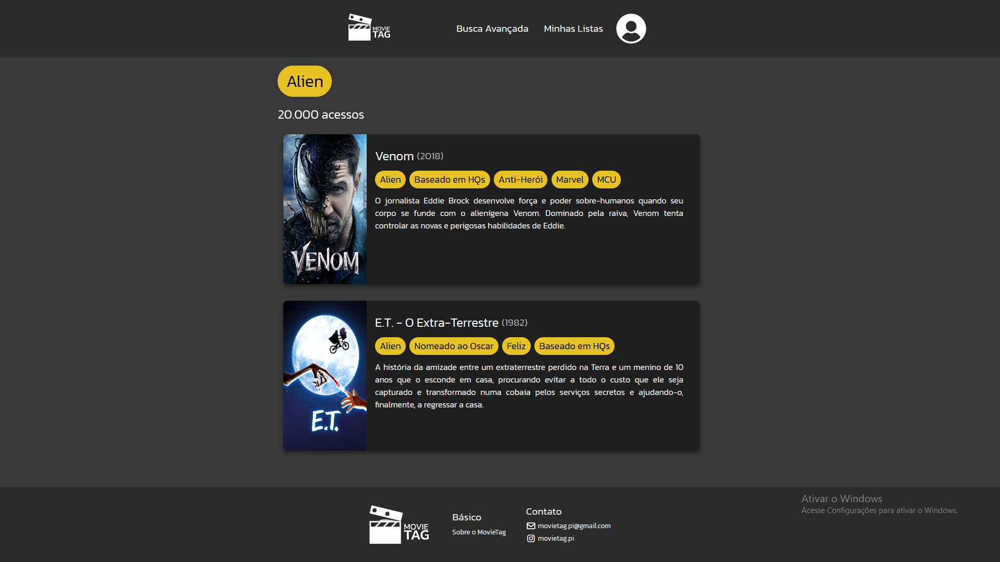 MOVIE
TAG
Busca Avançada
Minhas Listas
Alien
20.000 acessos
VENOM
Venom (2018)
Alien
Baseado em HQs
Anti-Herói
Marvel
MCU
O jornalista Eddie Brock desenvolve força e poder sobre-humanos quando seu
corpo se funde com o alienígena Venom. Dominado pela raiva, Venom tenta
controlar as novas e perigosas habilidades de Eddie.
E.T.
E.T. - O Extra-Terrestre (1982)
Alien
Nomeado ao Oscar
Feliz
Baseado em HQs
A história da amizade entre um extraterrestre perdido na Terra e um menino de 10
anos que o esconde em casa, procurando evitar a todo o custo que ele seja
capturado e transformado numa cobaia pelos serviços secretos e ajudando-o,
finalmente, a regressar a casa.
MOVIE
TAG
Básico
Sobre o MovieTag
Contato
movietag.pi@gmail.com
movietag.pi
Ativar o Windows
Acesse Configurações para ativar o Windows.